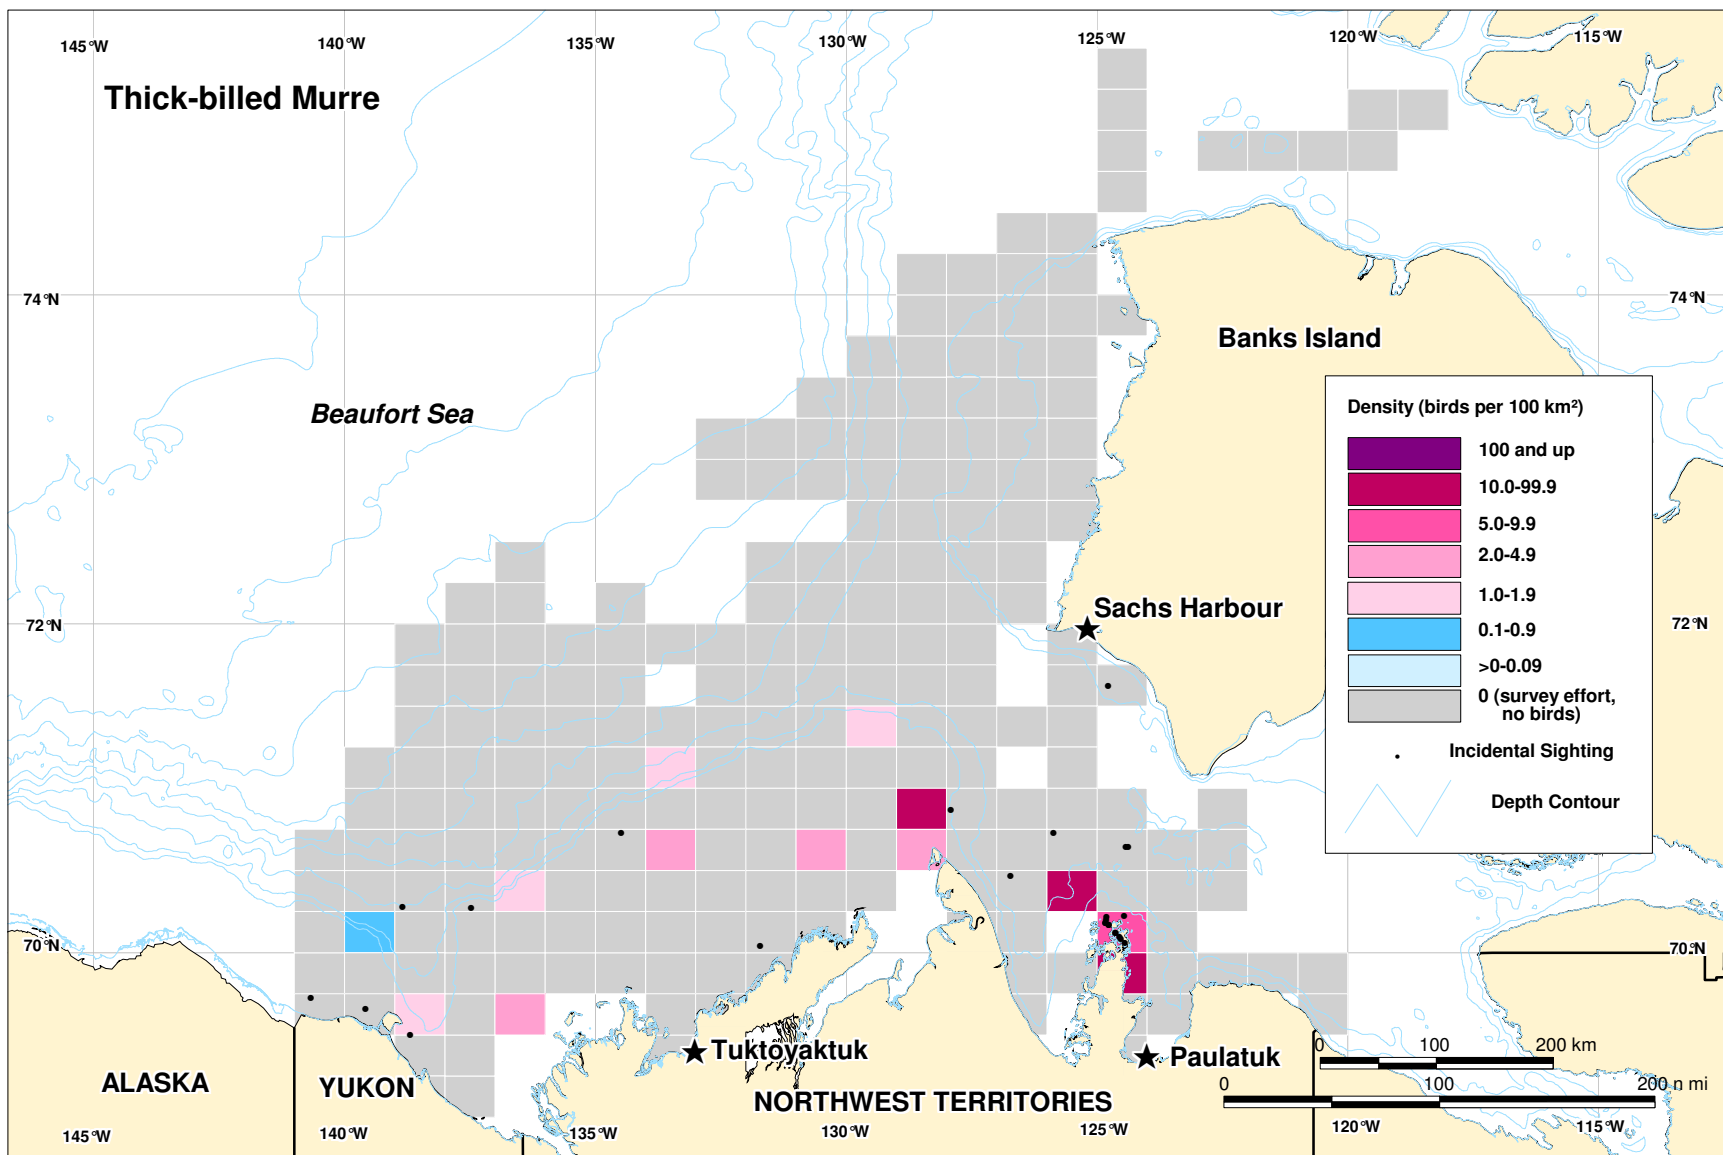 145°W 140°W 135°W 130°W 125°W 120°W 115°W
Thick-billed Murre
74°N 74°N
Banks Island
Beaufort Sea
Density (birds per 100 km²)
100 and up
10.0-99.9
5.0-9.9
2.0-4.9
1.0-1.9
0.1-0.9
>0-0.09
0 (survey effort,
no birds)
Incidental Sighting
Depth Contour
Sachs Harbour
72°N 72°N
70°N 70°N
Tuktoyaktuk
Paulatuk
0 100 200 km
0 100 200 n mi
ALASKA
YUKON
NORTHWEST TERRITORIES
145°W 140°W 135°W 130°W 125°W 120°W 115°W